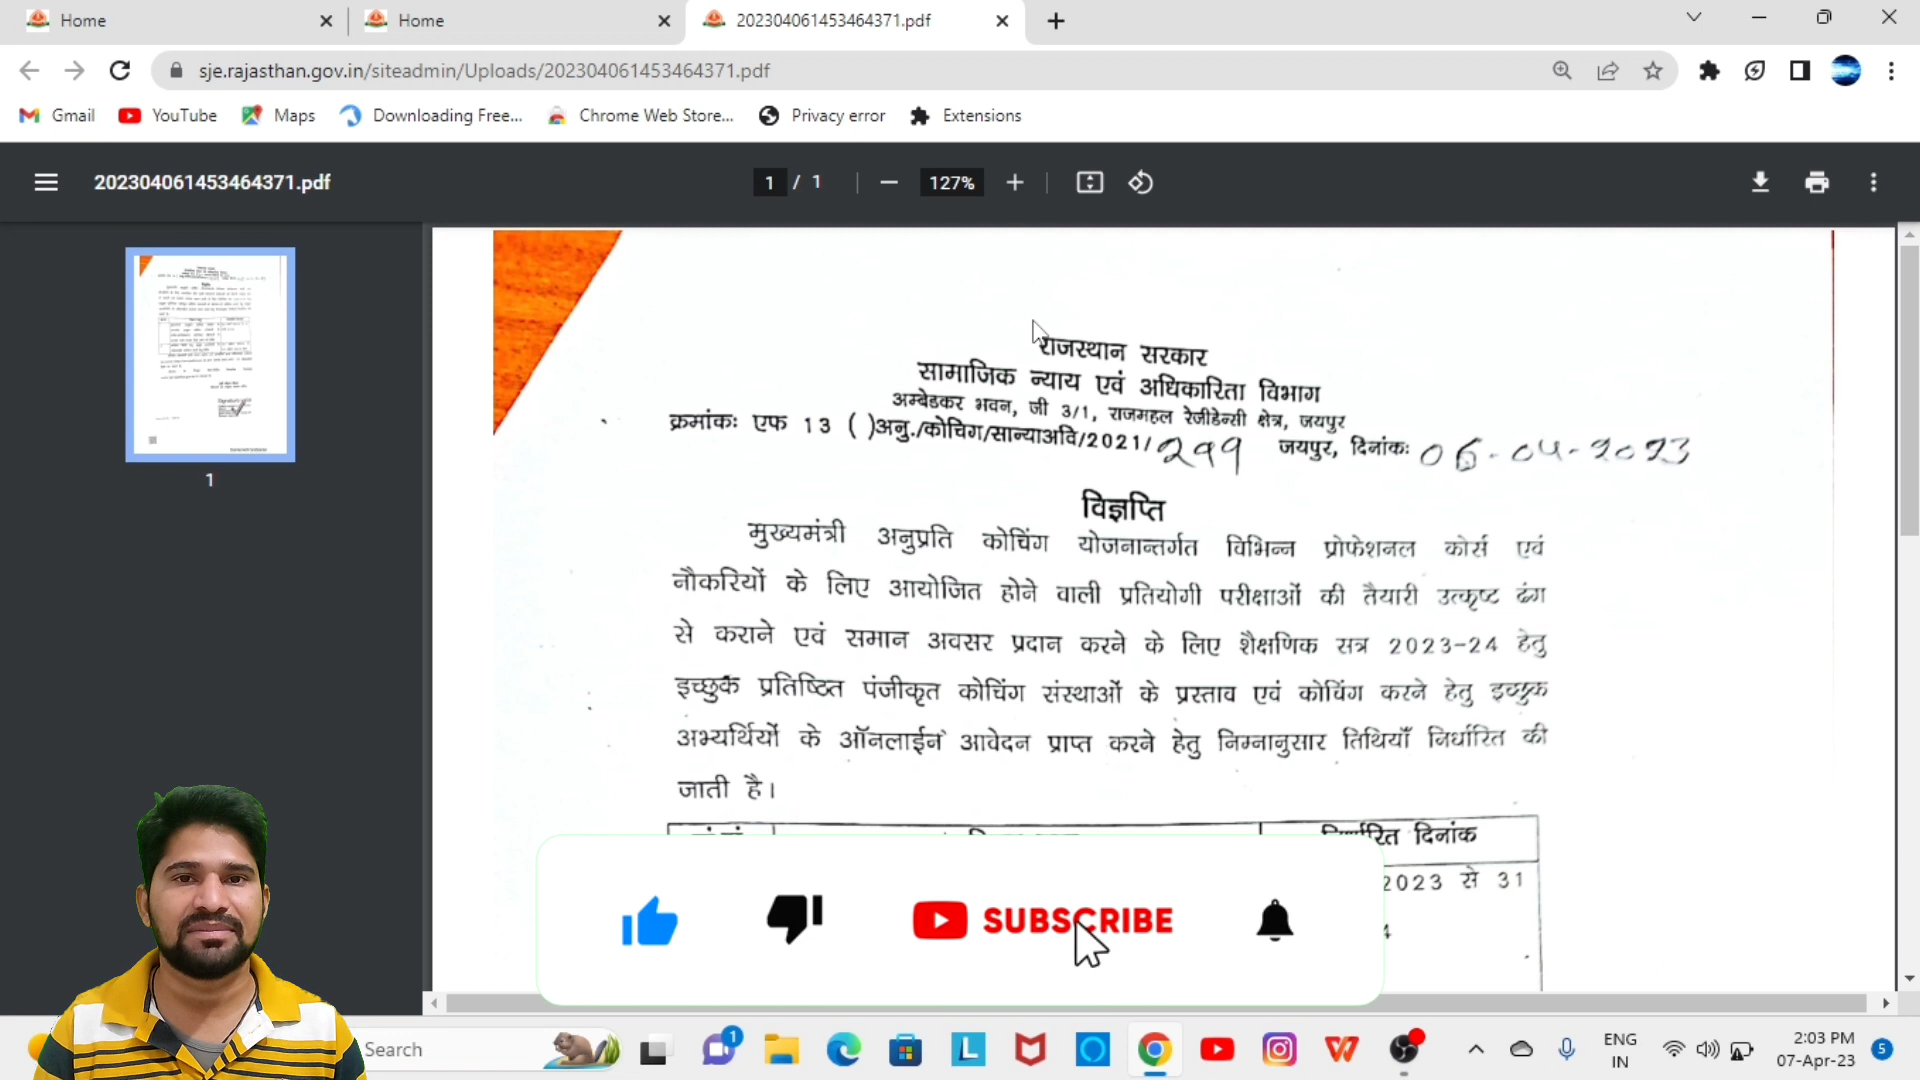 Home
Home
202304061453464371.pdf
sje.rajasthan.gov.in/siteadmin/Uploads/202304061453464371.pdf
Gmail
YouTube
Maps
Downloading Free...
Chrome Web Store...
Privacy error
Extensions
202304061453464371.pdf
1 / 1
127%
1
राजस्थान सरकार
सामाजिक न्याय एवं अधिकारिता विभाग
अम्बेडकर भवन, जी 3/1, राजमहल रेजीडेन्सी क्षेत्र, जयपुर
क्रमांकः एफ 13 ( )अनु./कोचिंग/सान्याअवि/2021/299 जयपुर, दिनांकः 06-04-2023
विज्ञप्ति
मुख्यमंत्री अनुप्रति कोचिंग योजनान्तर्गत विभिन्न प्रोफेशनल कोर्स एवं
नौकरियों के लिए आयोजित होने वाली प्रतियोगी परीक्षाओं की तैयारी उत्कृष्ट ढंग
से कराने एवं समान अवसर प्रदान करने के लिए शैक्षणिक सत्र 2023-24 हेतु
इच्छुक प्रतिष्ठित पंजीकृत कोचिंग संस्थाओं के प्रस्ताव एवं कोचिंग करने हेतु इच्छुक
अभ्यर्थियों के ऑनलाईन आवेदन प्राप्त करने हेतु निम्नानुसार तिथियाँ निर्धारित की
जाती है।
दिनांक
2023 से 31
4
SUBSCRIBE
Search
1
ENG
IN
2:03 PM
07-Apr-23
5